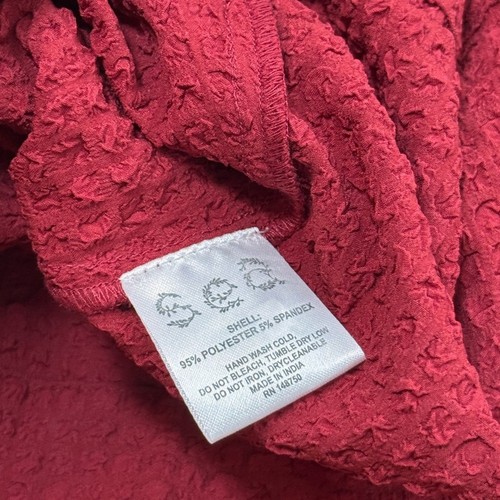 SHELL:
95% POLYESTER 5% SPANDEX
HAND WASH COLD,
DO NOT BLEACH, TUMBLE DRY LOW
DO NOT IRON, DRYCLEANABLE
MADE IN INDIA
RN 148750